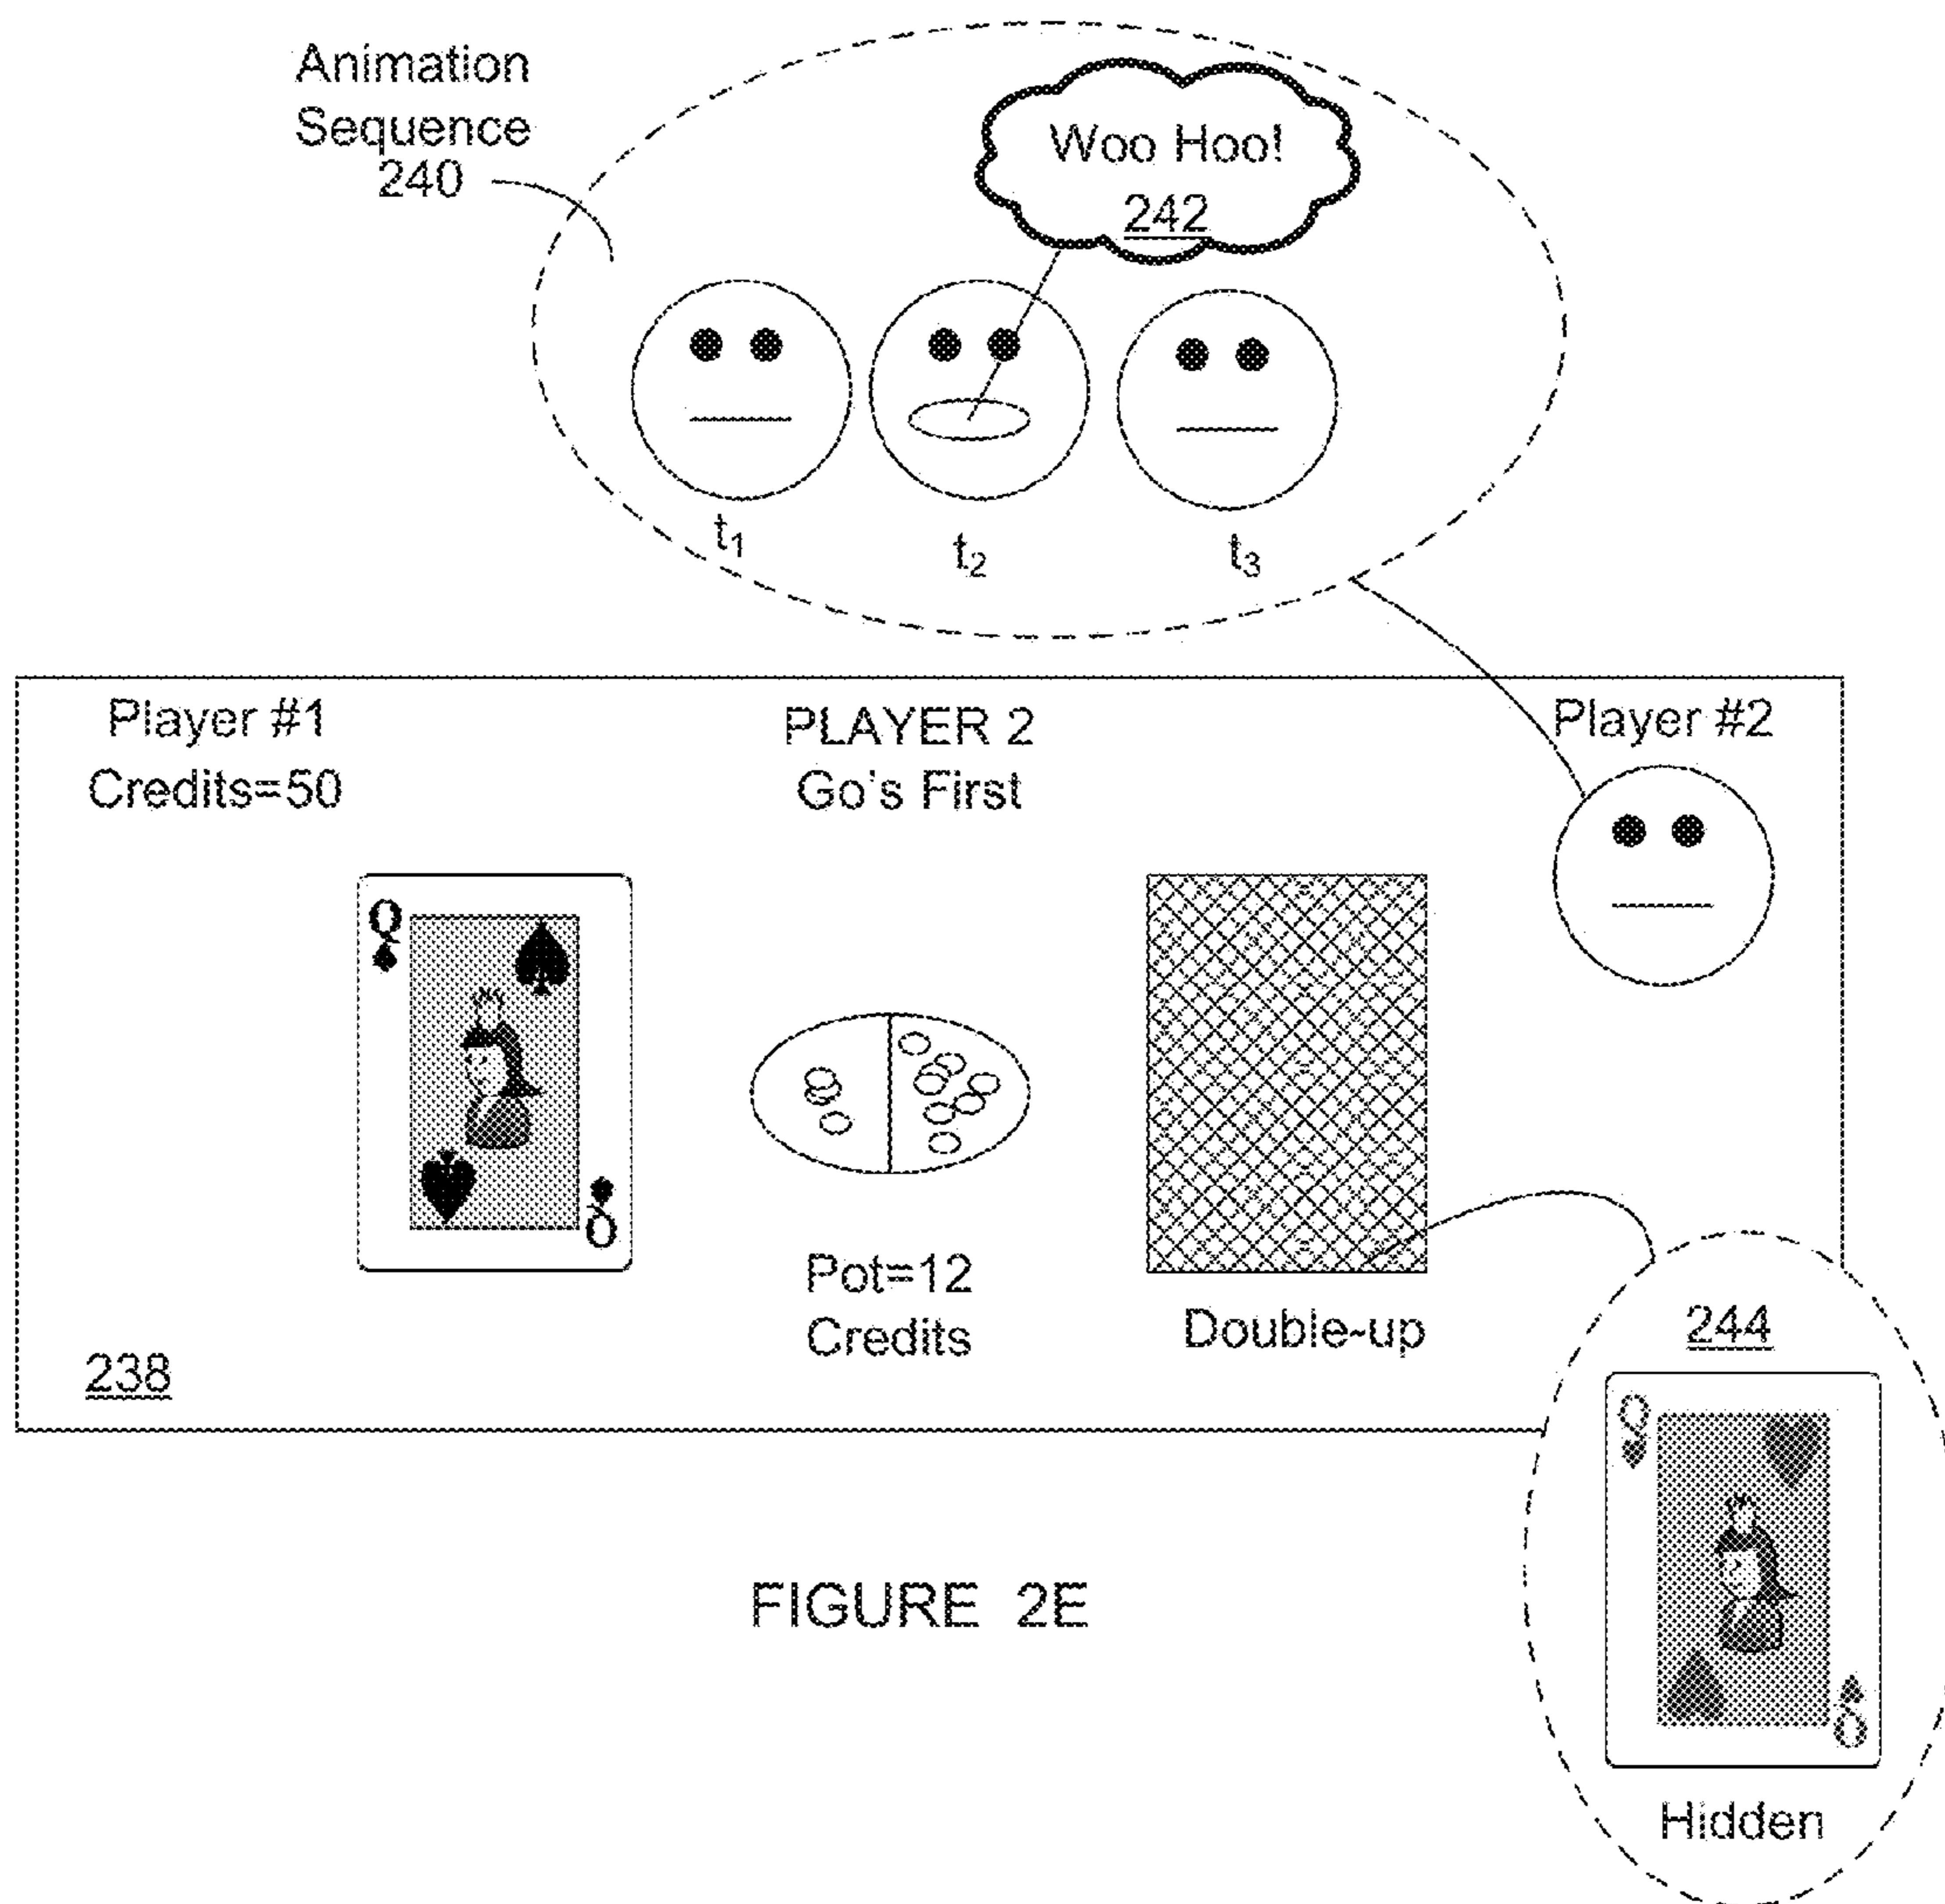 Animation
Sequence
240
Woo Hoo!
242
t₁
t₂
t₃
Player #1
Credits=50
PLAYER 2
Go's First
Player #2
Q
Q
Pot=12
Credits
Double-up
238
244
Q
Q
Hidden
FIGURE 2E